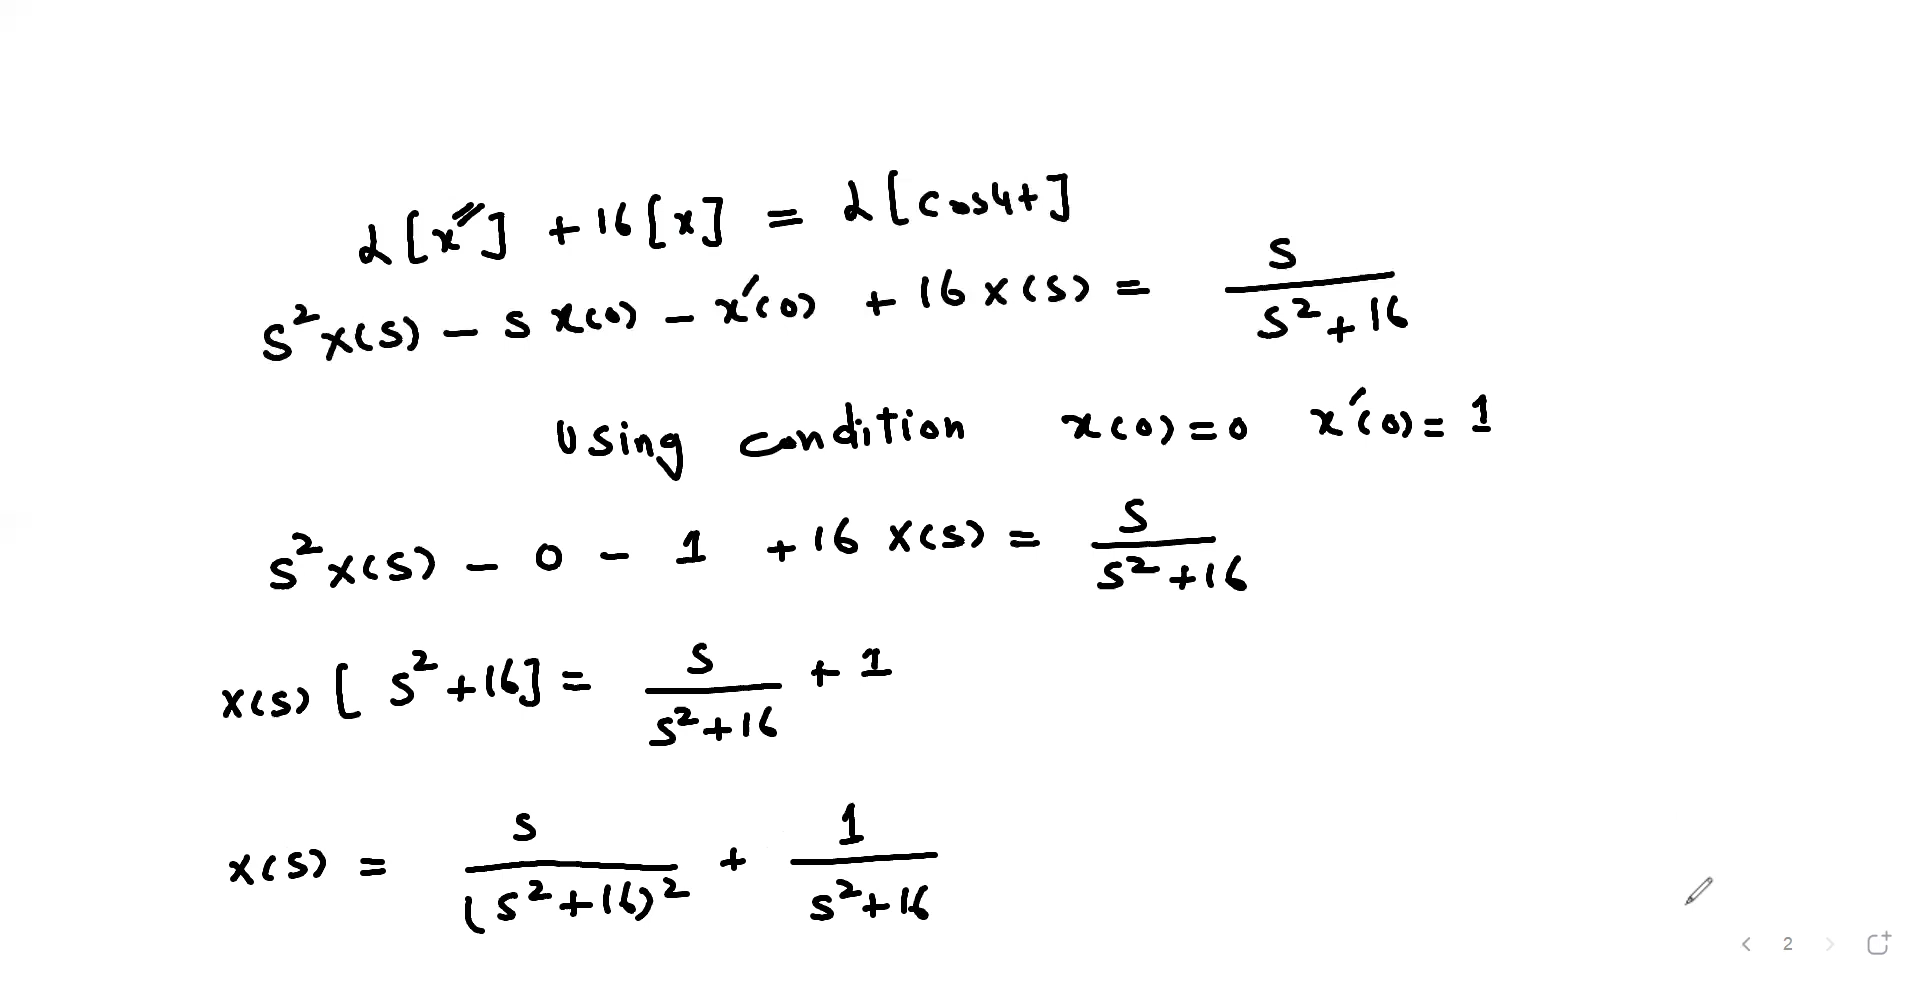 ℒ[x″] + 16[x] = ℒ[cos4t]
s²x(s) − s x(0) − x′(0) + 16 x(s) = s/(s²+16)
Using condition x(0)=0 x′(0)= 1
s²x(s) − 0 − 1 + 16 x(s) = s/(s²+16)
x(s) [s²+16] = s/(s²+16) + 1
x(s) = s/(s²+16)² + 1/(s²+16)
< 2 >